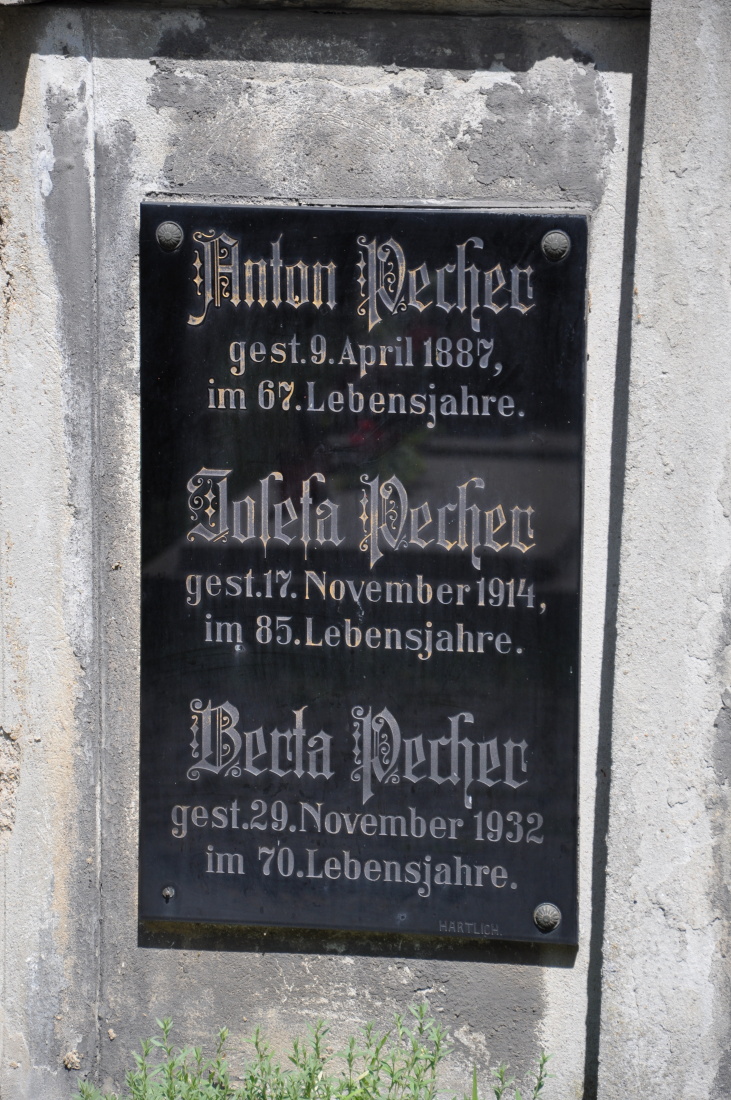 Anton Pecher
gest. 9. April 1887,
im 67. Lebensjahre.
Josefa Pecher
gest. 17. November 1914,
im 85. Lebensjahre.
Berta Pecher
gest. 29. November 1932
im 70. Lebensjahre.
HARTLICH.